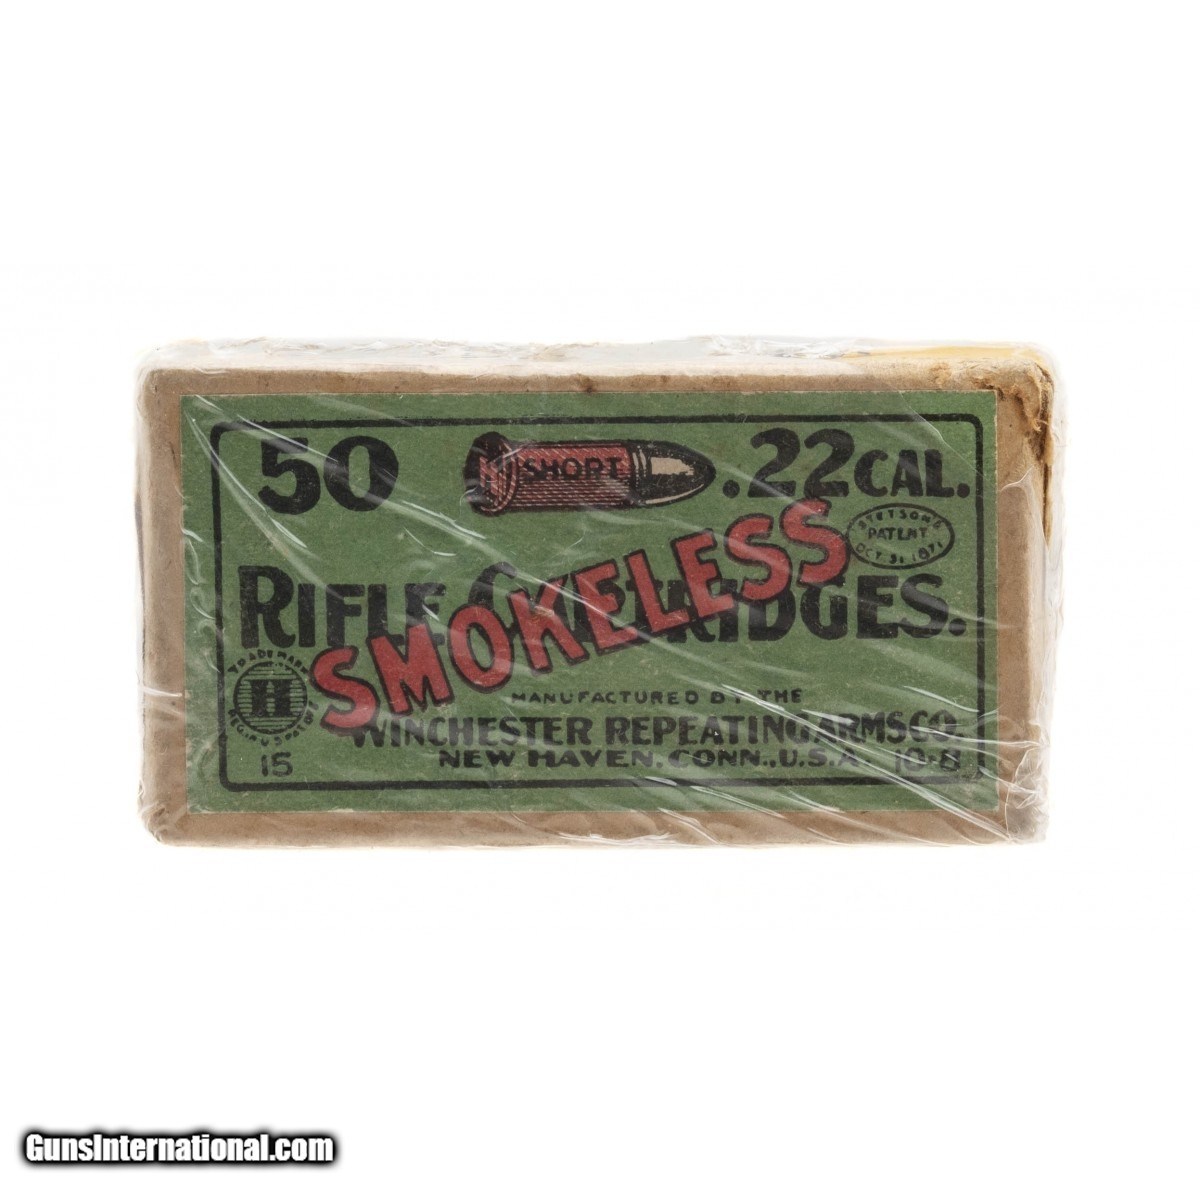 50 SHORT .22 CAL.
STETSON'S
PATENT
OCT. 31. 1871
RIFLE CARTRIDGES.
SMOKELESS
TRADE MARK
H
REG. IN U.S. PAT. OFF.
MANUFACTURED BY THE
WINCHESTER REPEATING ARMS CO.
NEW HAVEN, CONN., U.S.A.
15
10-8
GunsInternational.com